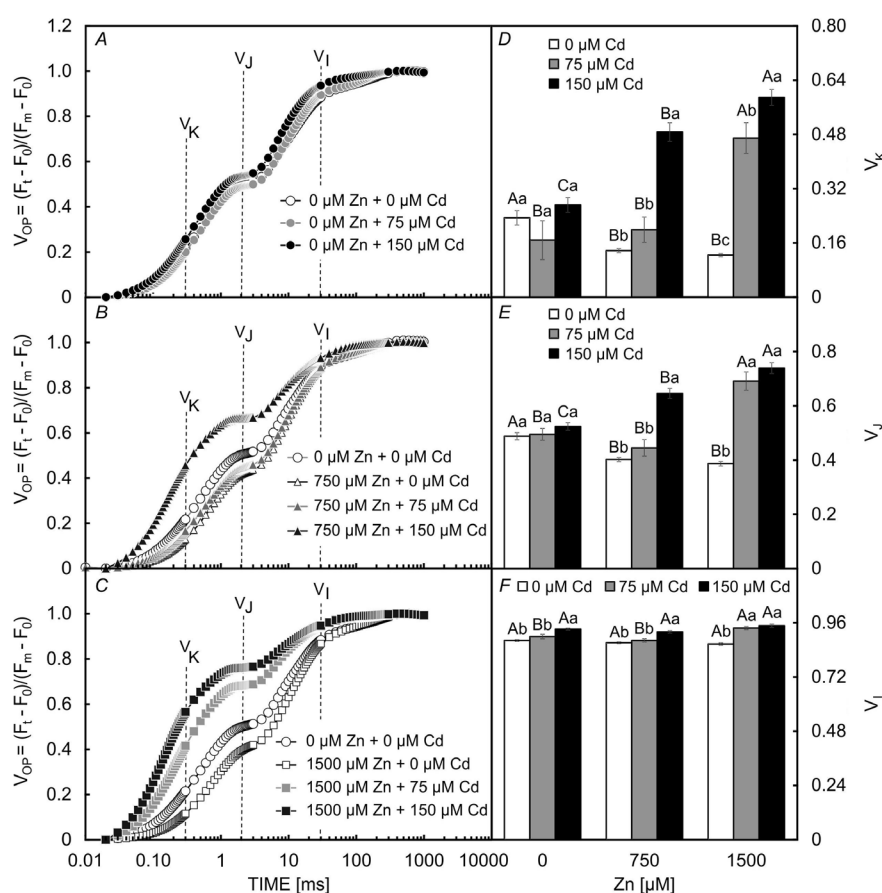 A
V_OP = (F_t - F_0)/(F_m - F_0)
1.2
1.0
0.8
0.6
0.4
0.2
0
V_K
V_J
V_I
0 µM Zn + 0 µM Cd
0 µM Zn + 75 µM Cd
0 µM Zn + 150 µM Cd
B
V_OP = (F_t - F_0)/(F_m - F_0)
1.0
0.8
0.6
0.4
0.2
0
V_K
V_J
V_I
0 µM Zn + 0 µM Cd
750 µM Zn + 0 µM Cd
750 µM Zn + 75 µM Cd
750 µM Zn + 150 µM Cd
C
V_OP = (F_t - F_0)/(F_m - F_0)
1.0
0.8
0.6
0.4
0.2
0
V_K
V_J
V_I
0 µM Zn + 0 µM Cd
1500 µM Zn + 0 µM Cd
1500 µM Zn + 75 µM Cd
1500 µM Zn + 150 µM Cd
0.01 0.10 1 10 100 1000 10000
TIME [ms]
D
0 µM Cd
75 µM Cd
150 µM Cd
Aa Ba Ca Bb Bb Ba Bc Ab Aa
0.80
0.64
0.48
0.32
0.16
0
V_K
E
0 µM Cd
75 µM Cd
150 µM Cd
Aa Ba Ca Bb Bb Ba Bb Aa Aa
0.8
0.6
0.4
0.2
0
V_J
F
0 µM Cd 75 µM Cd 150 µM Cd
Ab Bb Aa Ab Bb Aa Ab Aa Aa
0.96
0.72
0.48
0.24
0
V_I
0 750 1500
Zn [µM]